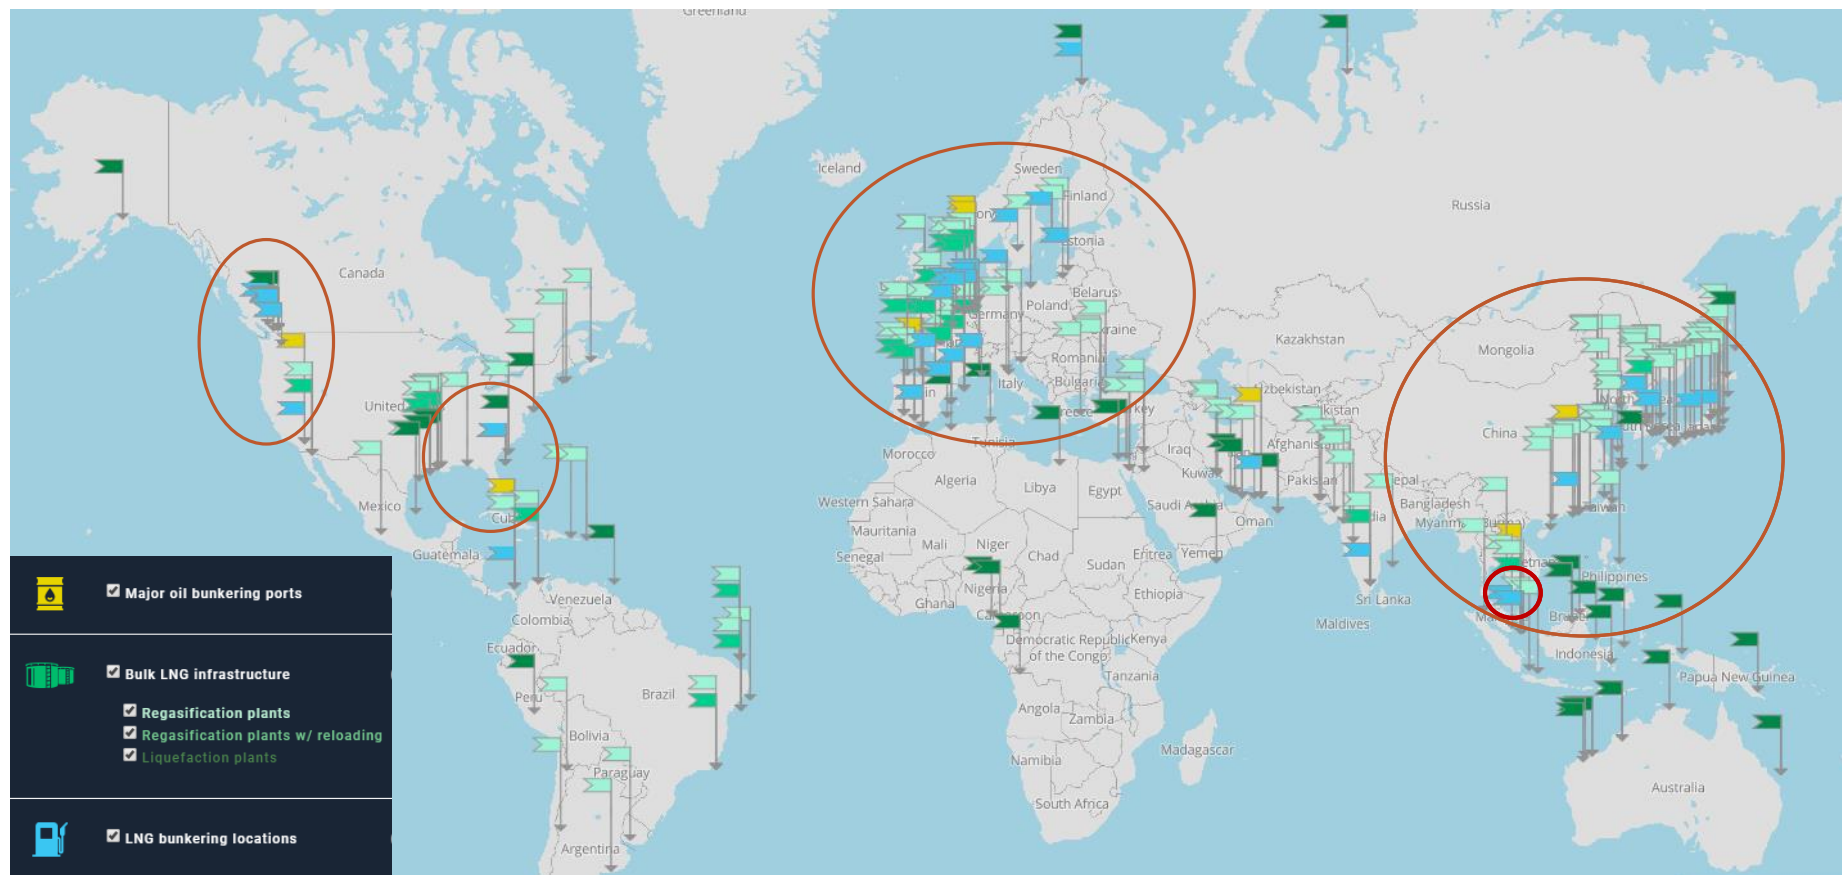 Greenland
Iceland
Sweden
Finland
Russia
Estonia
Canada
Belarus
Poland
Germany
Ukraine
Romania
Kazakhstan
Mongolia
Italy
Bulgaria
United
Uzbekistan
China
Tunisia
Morocco
Iraq
Afghanis
Algeria
Libya
Egypt
Pakistan
Nepal
Mexico
Western Sahara
Saudi
Oman
Bangladesh
Taiwan
Mauritania
Mali
Niger
Chad
Sudan
Eritrea
Yemen
Guatemala
Senegal
Nigeria
Ethiopia
Philippines
Venezuela
Ghana
Sri Lanka
Colombia
Maldives
Ecuador
Democratic Republic
of the Congo
Kenya
Indonesia
Papua New Guinea
Peru
Brazil
Tanzania
Angola
Zambia
Bolivia
Madagascar
Namibia
Paraguay
Australia
South Africa
Argentina
Major oil bunkering ports
Bulk LNG infrastructure
Regasification plants
Regasification plants w/ reloading
Liquefaction plants
LNG bunkering locations